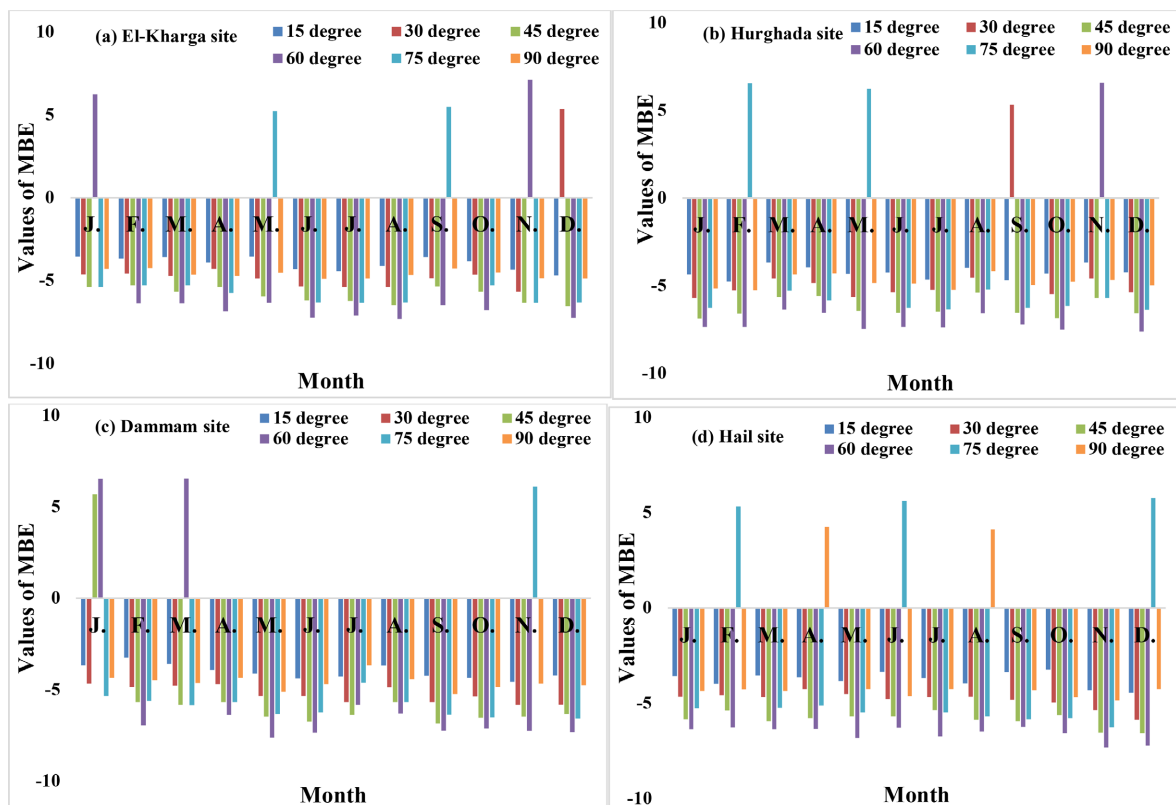 (a) El-Kharga site
15 degree 30 degree 45 degree
60 degree 75 degree 90 degree
10
5
0
-5
-10
Values of MBE
J. F. M. A. M. J. J. A. S. O. N. D.
Month
(b) Hurghada site
15 degree 30 degree 45 degree
60 degree 75 degree 90 degree
10
5
0
-5
-10
Values of MBE
J. F. M. A. M. J. J. A. S. O. N. D.
Month
(c) Dammam site
15 degree 30 degree 45 degree
60 degree 75 degree 90 degree
10
5
0
-5
-10
Values of MBE
J. F. M. A. M. J. J. A. S. O. N. D.
Month
(d) Hail site
15 degree 30 degree 45 degree
60 degree 75 degree 90 degree
10
5
0
-5
-10
Values of MBE
J. F. M. A. M. J. J. A. S. O. N. D.
Month